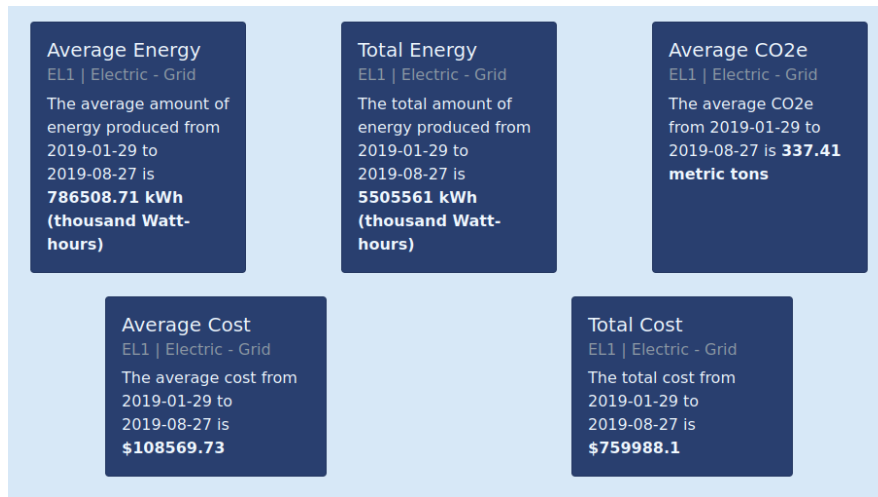 Average Energy
EL1 | Electric - Grid
The average amount of
energy produced from
2019-01-29 to
2019-08-27 is
786508.71 kWh
(thousand Watt-
hours)
Total Energy
EL1 | Electric - Grid
The total amount of
energy produced from
2019-01-29 to
2019-08-27 is
5505561 kWh
(thousand Watt-
hours)
Average CO2e
EL1 | Electric - Grid
The average CO2e
from 2019-01-29 to
2019-08-27 is 337.41
metric tons
Average Cost
EL1 | Electric - Grid
The average cost from
2019-01-29 to
2019-08-27 is
$108569.73
Total Cost
EL1 | Electric - Grid
The total cost from
2019-01-29 to
2019-08-27 is
$759988.1